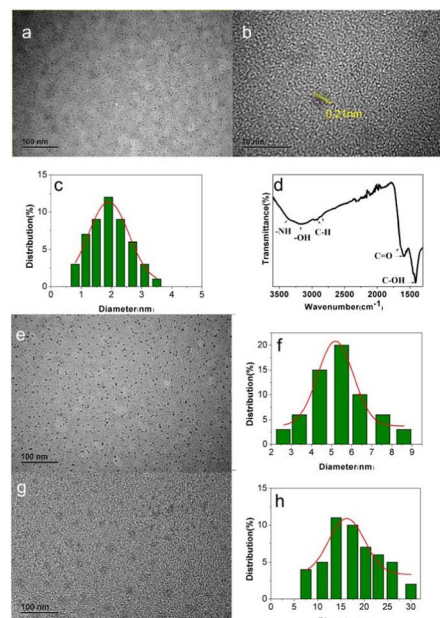 a
100 nm
b
0.21nm
10 nm
c
Distribution(%)
15
10
5
0
0 1 2 3 4 5
Diameter(nm)
d
Transmittance(%)
-NH
-OH
C-H
C=O
C-OH
3500 3000 2500 2000 1500
Wavenumber(cm⁻¹)
e
100 nm
f
Distribution(%)
20
15
10
5
0
2 3 4 5 6 7 8 9
Diameter(nm)
g
100 nm
h
Distribution(%)
15
10
5
0
0 5 10 15 20 25 30